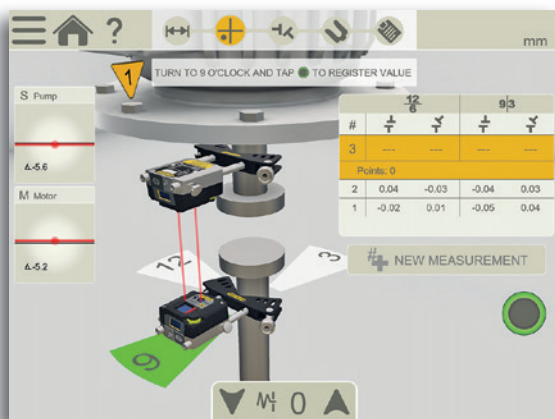 ?
mm
1 TURN TO 9 O'CLOCK AND TAP TO REGISTER VALUE
S Pump
∡-5.6
M Motor
∡-5.2
12
6
9 3
#
3 --- --- --- ---
Points: 0
2 0.04 -0.03 -0.04 0.03
1 -0.02 0.01 -0.05 0.04
# NEW MEASUREMENT
12
3
9
0